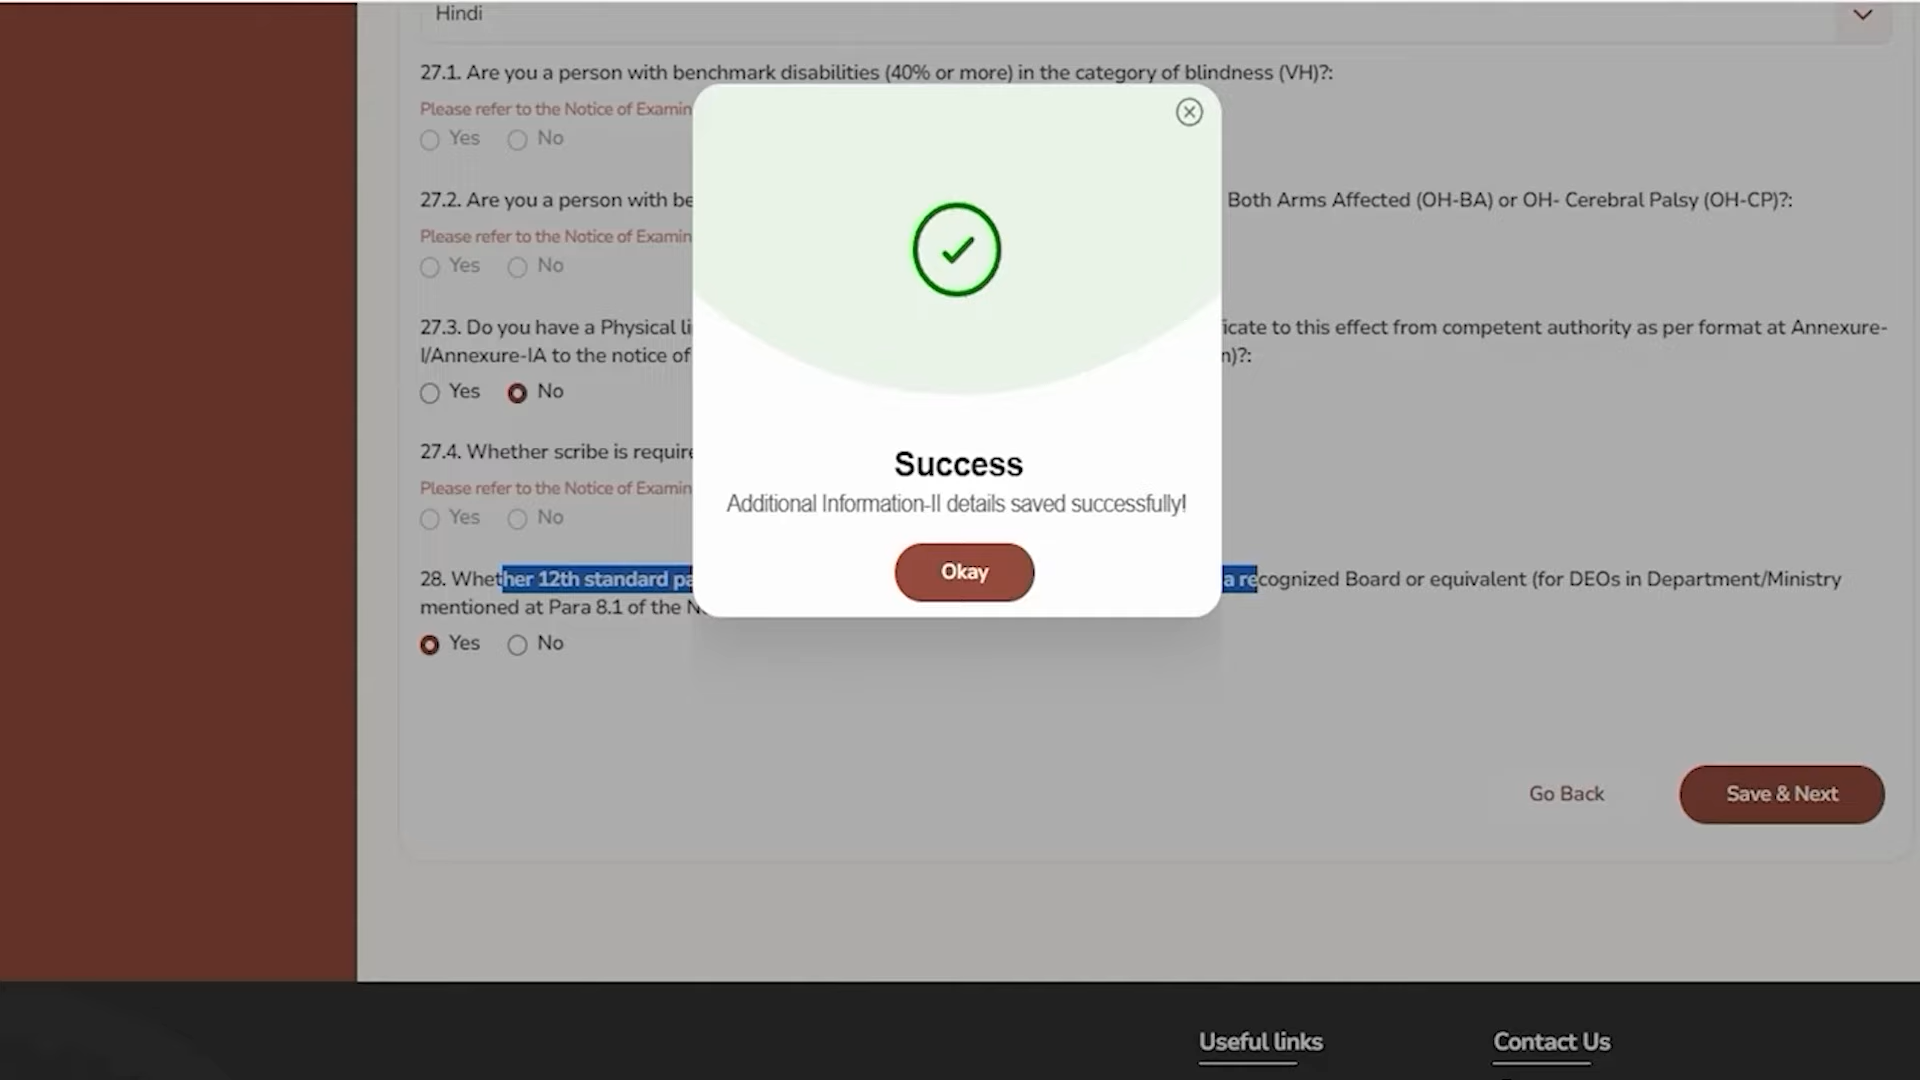 Hindi
27.1. Are you a person with benchmark disabilities (40% or more) in the category of blindness (VH)?:
Please refer to the Notice of Examin
Yes No
27.2. Are you a person with be Both Arms Affected (OH-BA) or OH- Cerebral Palsy (OH-CP)?:
Please refer to the Notice of Examin
Yes No
27.3. Do you have a Physical li icate to this effect from competent authority as per format at Annexure-
I/Annexure-IA to the notice of n)?:
Yes No
27.4. Whether scribe is require
Please refer to the Notice of Examin
Yes No
28. Whether 12th standard pa a recognized Board or equivalent (for DEOs in Department/Ministry
mentioned at Para 8.1 of the N
Yes No
Success
Additional Information-II details saved successfully!
Okay
Go Back
Save & Next
Useful links
Contact Us